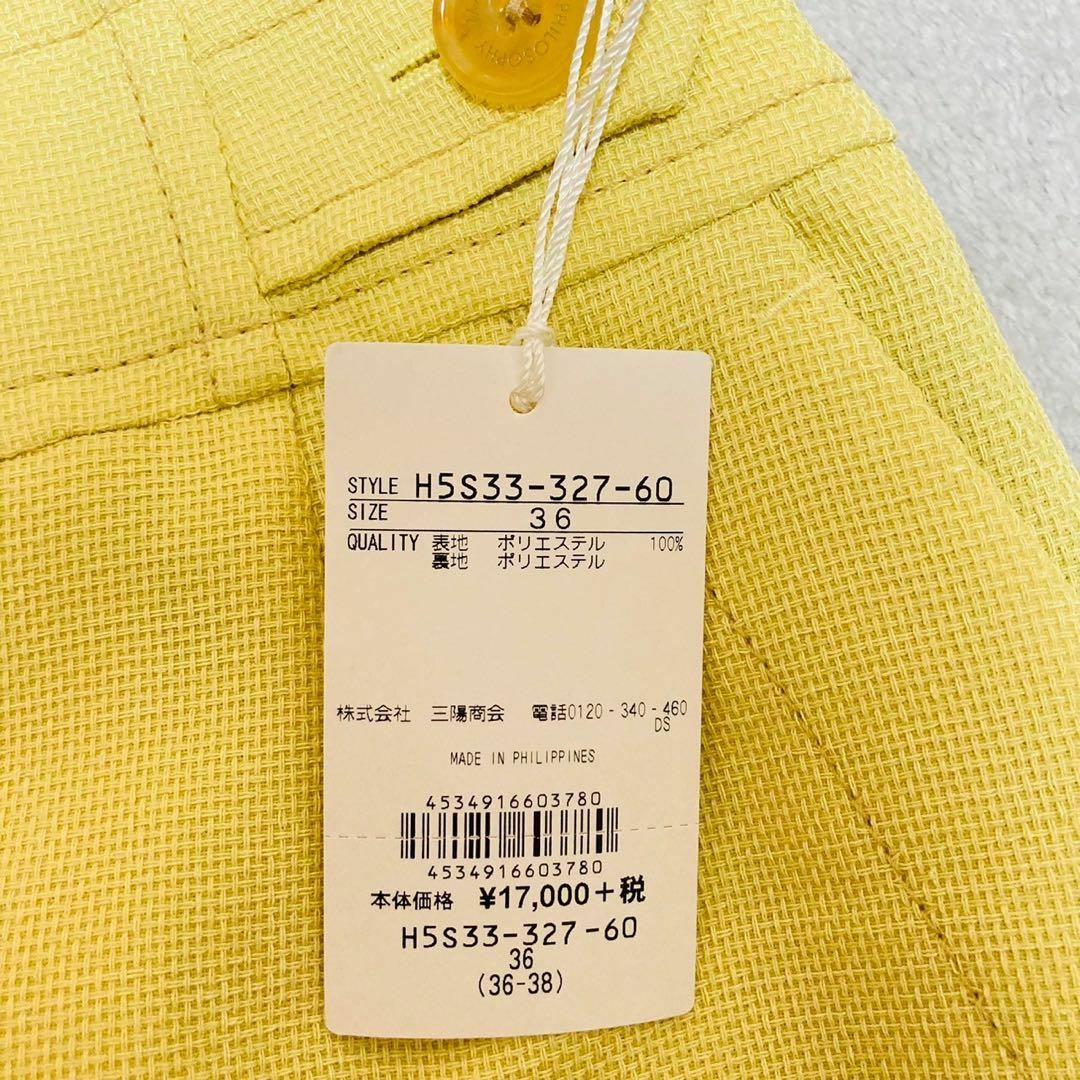 PHILOSOPHY
STYLE H5S33-327-60
SIZE 36
QUALITY 表地 ポリエステル 100%
裏地 ポリエステル
株式会社 三陽商会 電話0120-340-460
DS
MADE IN PHILIPPINES
4534916603780
4534916603780
本体価格 ¥17,000+税
H5S33-327-60
36
(36-38)